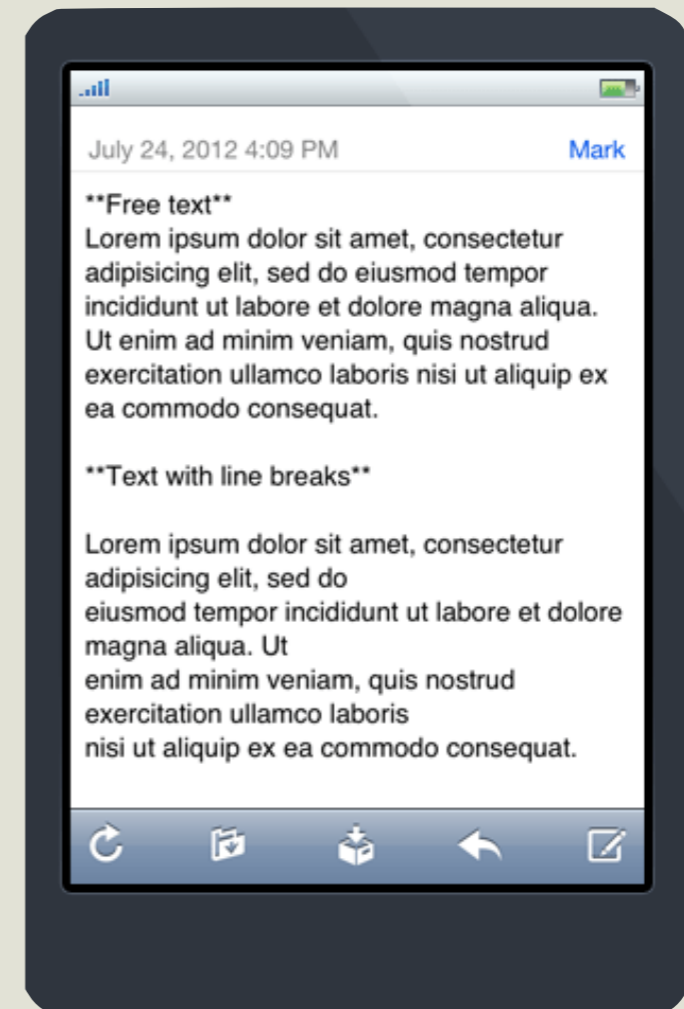 July 24, 2012 4:09 PM Mark
**Free text**
Lorem ipsum dolor sit amet, consectetur
adipisicing elit, sed do eiusmod tempor
incididunt ut labore et dolore magna aliqua.
Ut enim ad minim veniam, quis nostrud
exercitation ullamco laboris nisi ut aliquip ex
ea commodo consequat.
**Text with line breaks**
Lorem ipsum dolor sit amet, consectetur
adipisicing elit, sed do
eiusmod tempor incididunt ut labore et dolore
magna aliqua. Ut
enim ad minim veniam, quis nostrud
exercitation ullamco laboris
nisi ut aliquip ex ea commodo consequat.